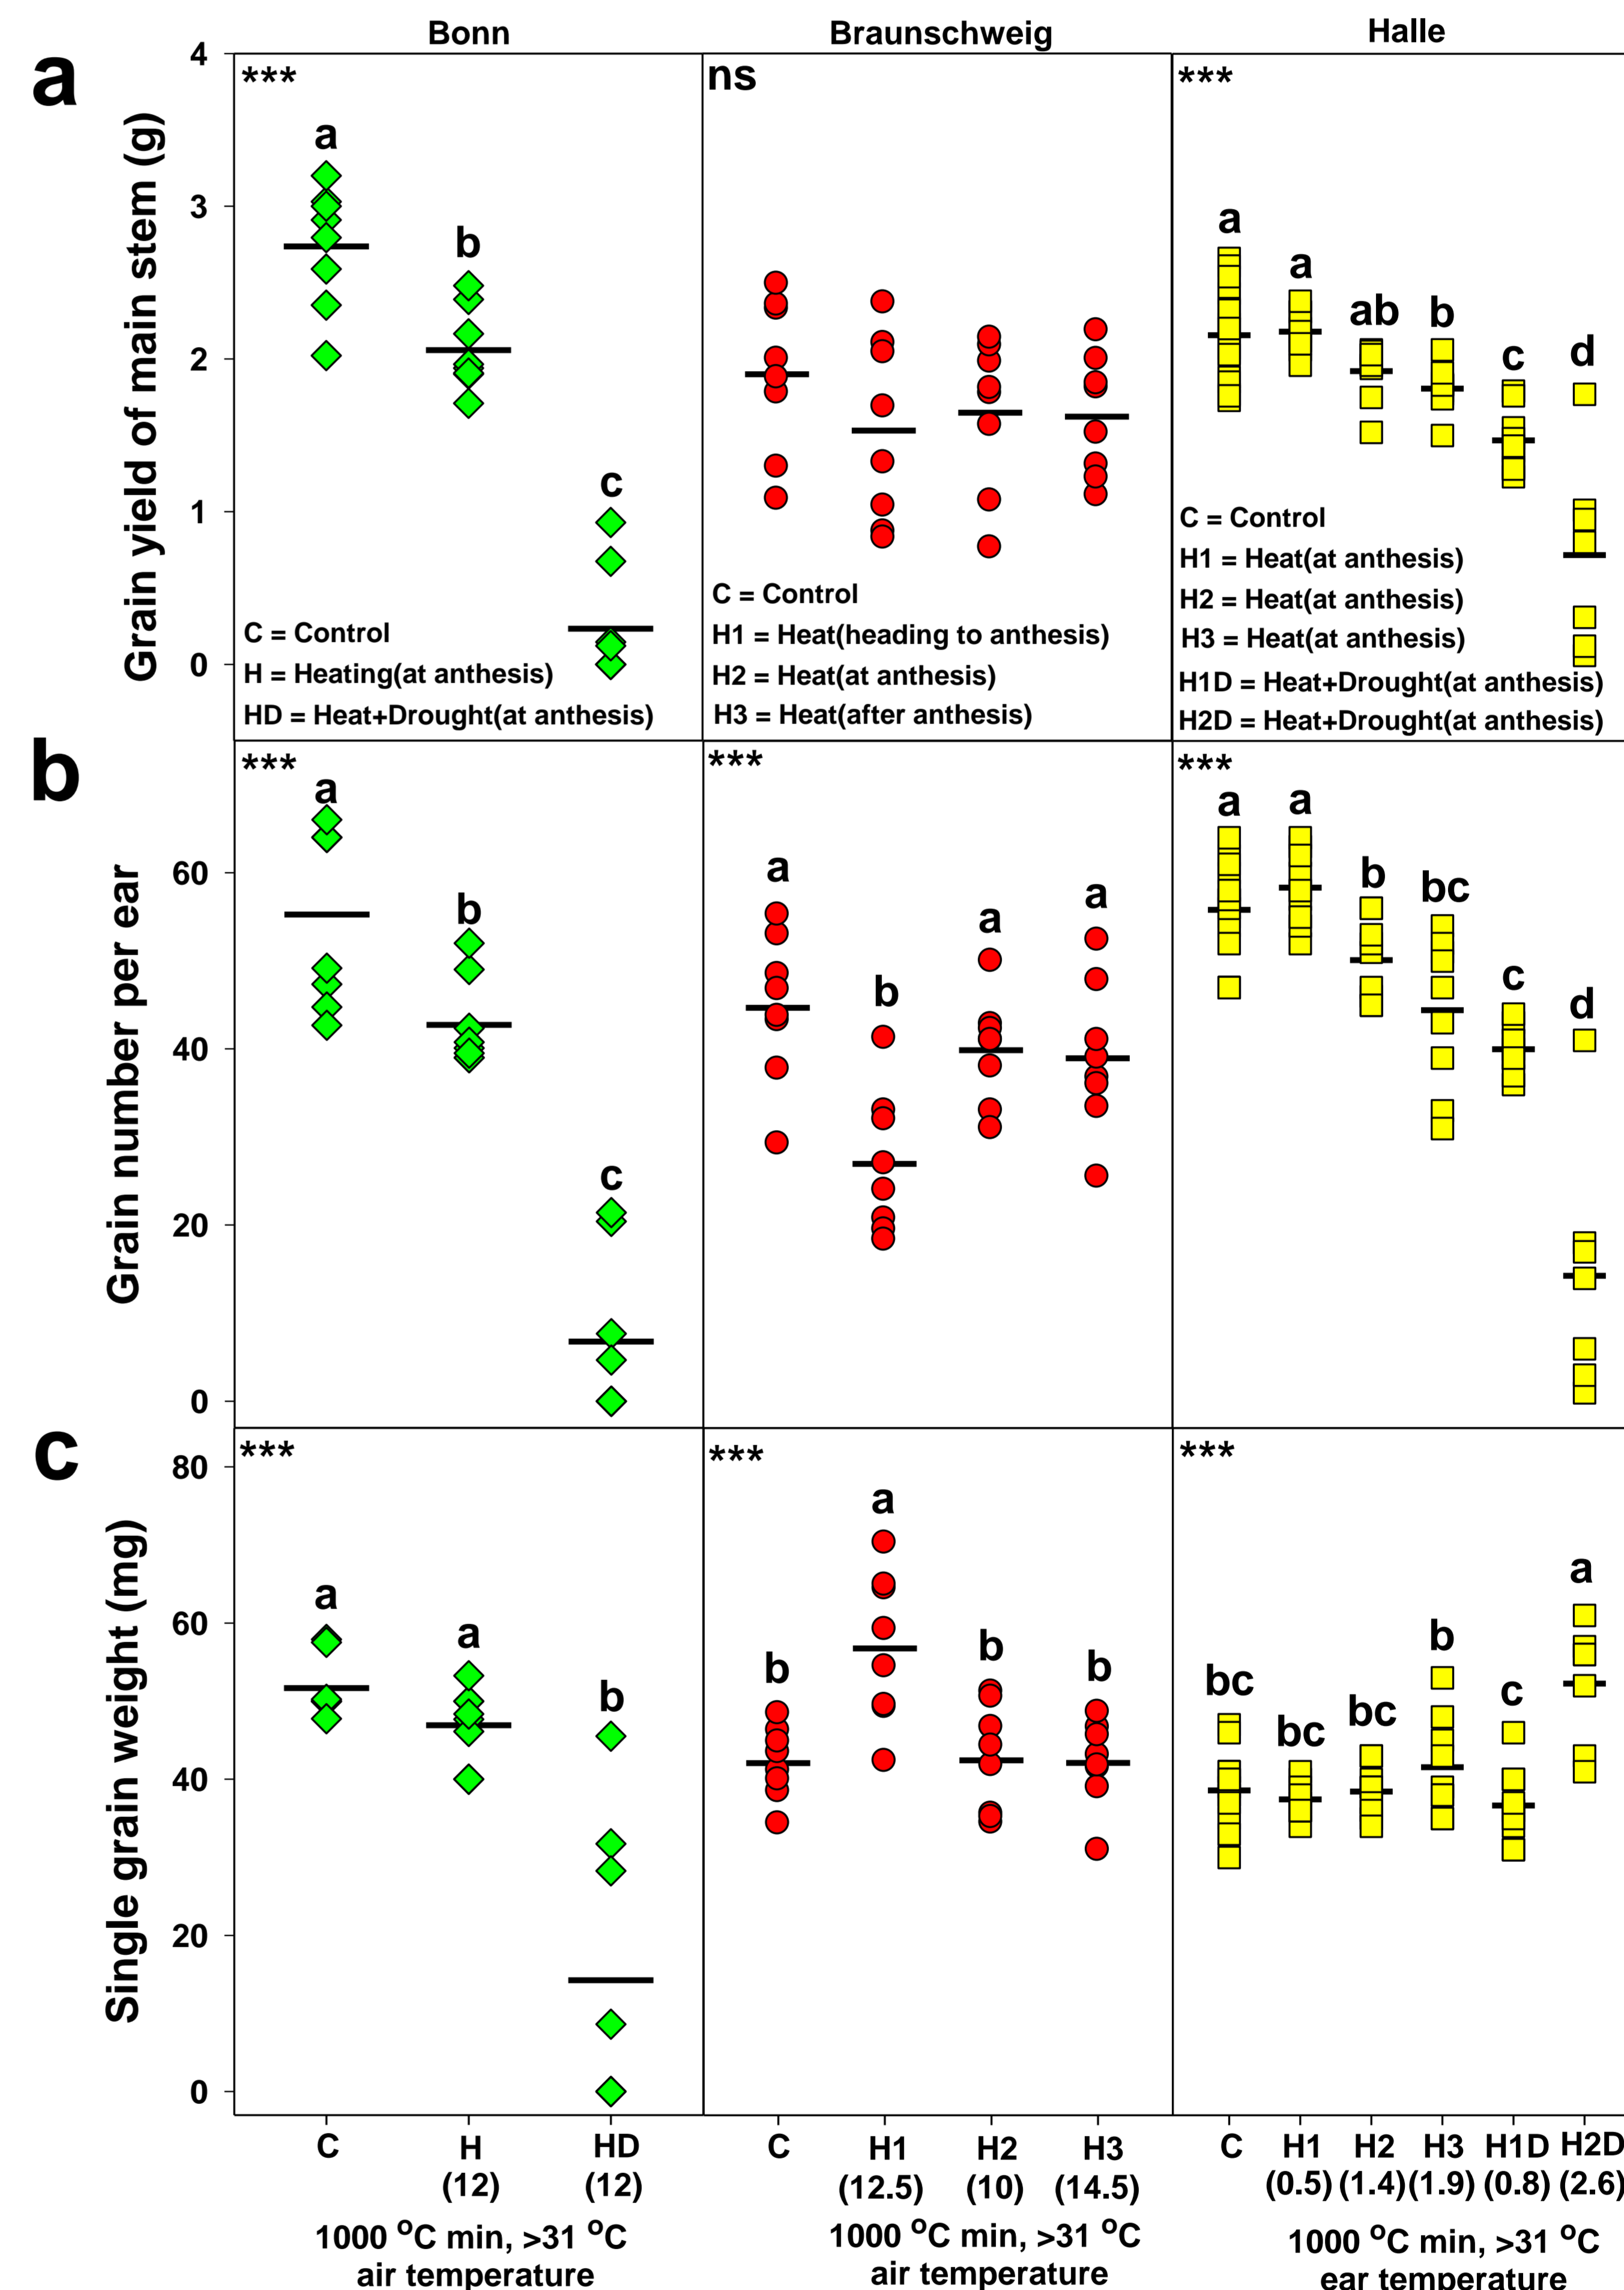 Bonn Braunschweig Halle
a
Grain yield of main stem (g)
4
3
2
1
0
***
a
b
c
C = Control
H = Heating(at anthesis)
HD = Heat+Drought(at anthesis)
ns
C = Control
H1 = Heat(heading to anthesis)
H2 = Heat(at anthesis)
H3 = Heat(after anthesis)
***
a
a
ab
b
c
d
C = Control
H1 = Heat(at anthesis)
H2 = Heat(at anthesis)
H3 = Heat(at anthesis)
H1D = Heat+Drought(at anthesis)
H2D = Heat+Drought(at anthesis)
b
Grain number per ear
60
40
20
0
***
a
b
c
***
a
b
a
a
***
a
a
b
bc
c
d
c
Single grain weight (mg)
80
60
40
20
0
***
a
a
b
***
b
a
b
b
***
bc
bc
bc
b
c
a
C H HD
(12) (12)
1000 °C min, >31 °C
air temperature
C H1 H2 H3
(12.5) (10) (14.5)
1000 °C min, >31 °C
air temperature
C H1 H2 H3 H1D H2D
(0.5) (1.4) (1.9) (0.8) (2.6)
1000 °C min, >31 °C
ear temperature